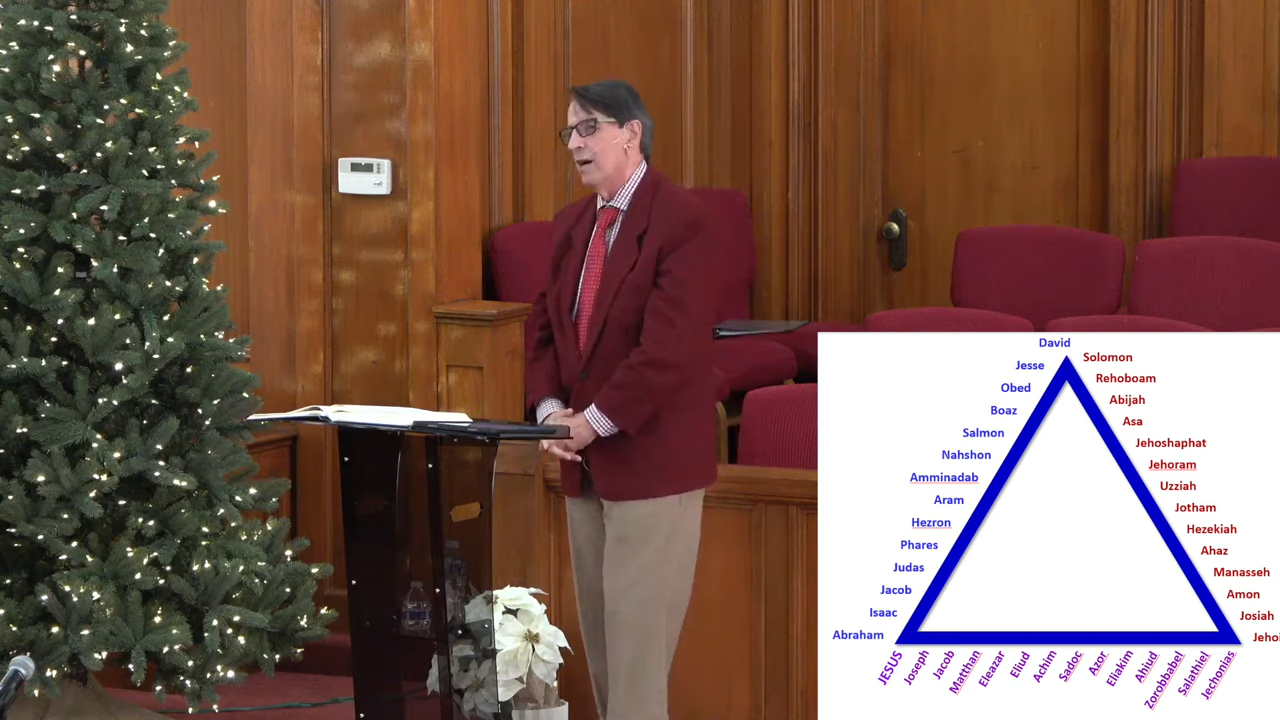 David
Jesse
Obed
Boaz
Salmon
Nahshon
Amminadab
Aram
Hezron
Phares
Judas
Jacob
Isaac
Abraham
Solomon
Rehoboam
Abijah
Asa
Jehoshaphat
Jehoram
Uzziah
Jotham
Hezekiah
Ahaz
Manasseh
Amon
Josiah
Jehoi
JESUS
Joseph
Jacob
Matthan
Eleazar
Eliud
Achim
Sadoc
Azor
Eliakim
Ahiud
Zorobbabel
Salathiel
Jechonias